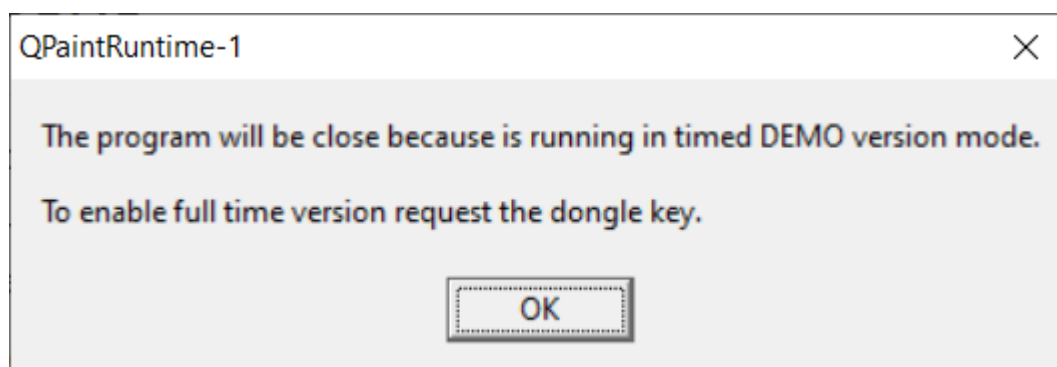 QPaintRuntime-1
The program will be close because is running in timed DEMO version mode.
To enable full time version request the dongle key.
OK